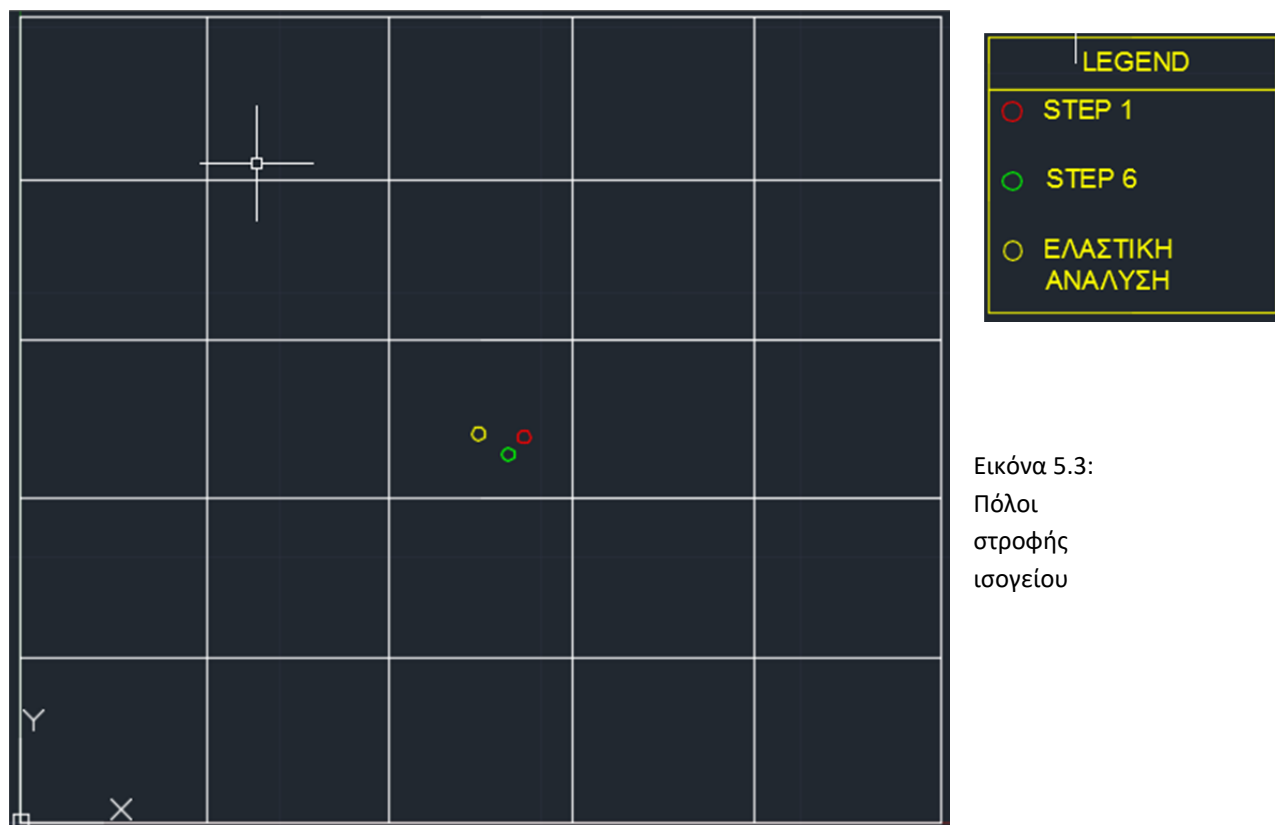 LEGEND
STEP 1
STEP 6
ΕΛΑΣΤΙΚΗ
ΑΝΑΛΥΣΗ
Εικόνα 5.3:
Πόλοι
στροφής
ισογείου
Y
X